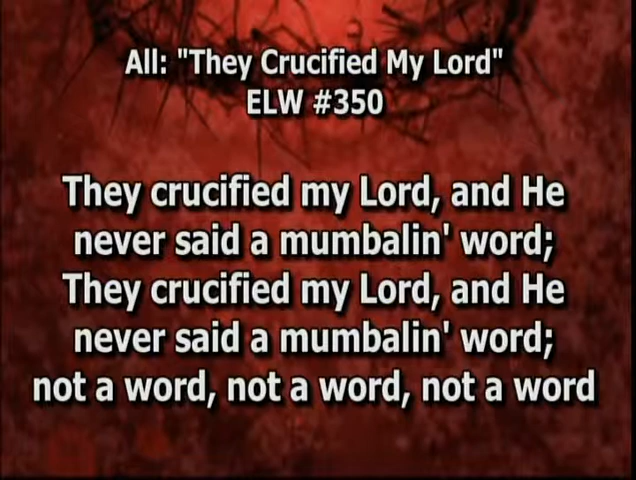 All: "They Crucified My Lord"
ELW #350
They crucified my Lord, and He
never said a mumbalin' word;
They crucified my Lord, and He
never said a mumbalin' word;
not a word, not a word, not a word